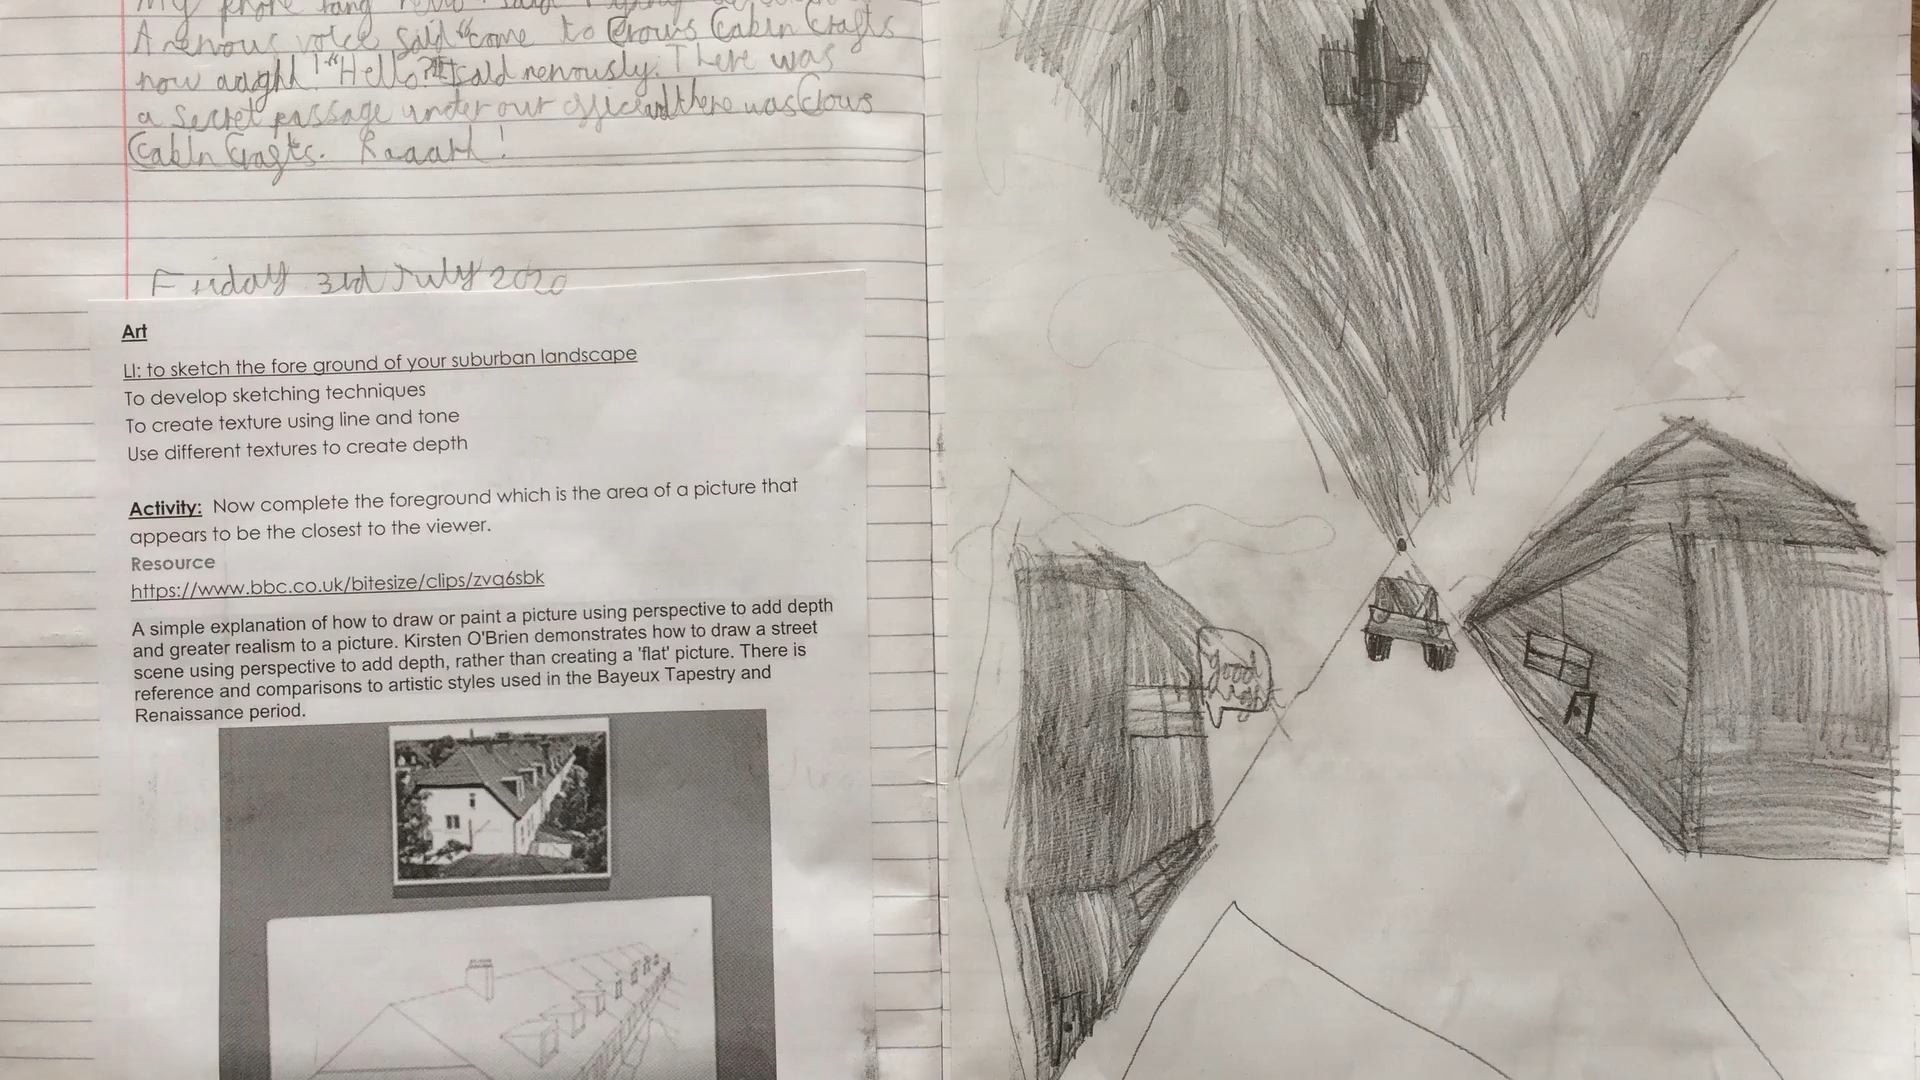 My phone rang
A nervous voice said "come to Crows Cabin Crafts
now aaghh!" "Hello?" I said nervously. There was
a secret passage under our office and there was Crows
Cabin Crafts. Raaahh!
Friday 3rd July 2020
Art
LI: to sketch the fore ground of your suburban landscape
To develop sketching techniques
To create texture using line and tone
Use different textures to create depth
Activity: Now complete the foreground which is the area of a picture that
appears to be the closest to the viewer.
Resource
https://www.bbc.co.uk/bitesize/clips/zvq6sbk
A simple explanation of how to draw or paint a picture using perspective to add depth
and greater realism to a picture. Kirsten O'Brien demonstrates how to draw a street
scene using perspective to add depth, rather than creating a 'flat' picture. There is
reference and comparisons to artistic styles used in the Bayeux Tapestry and
Renaissance period.
good